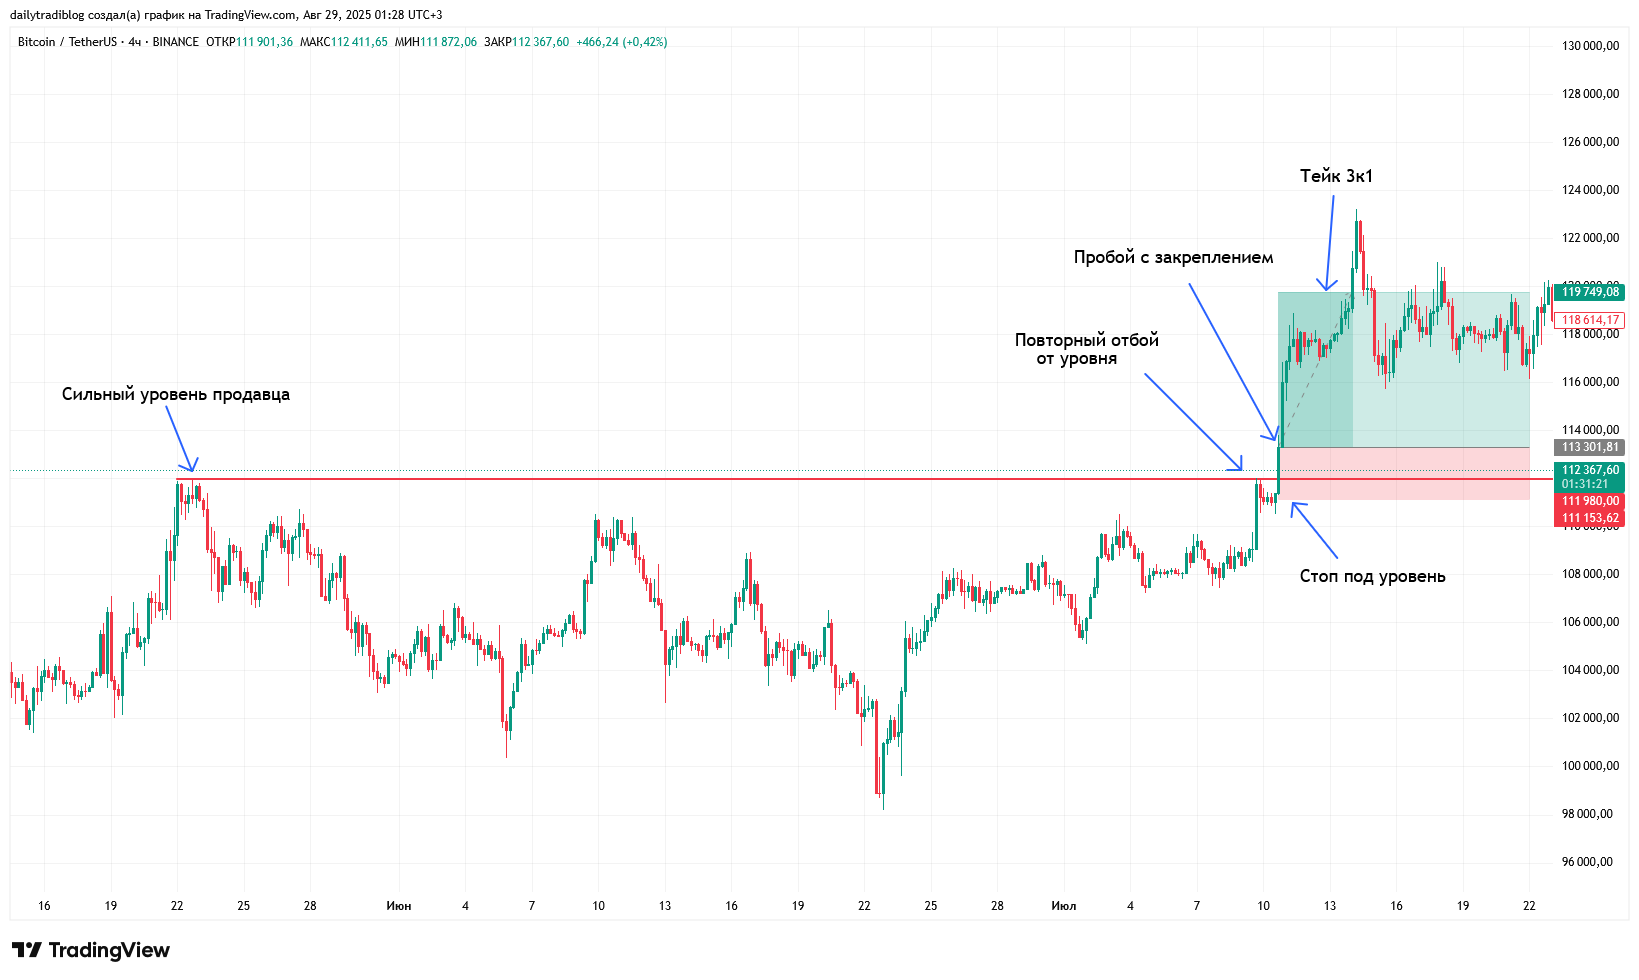 dailytradiblog создал(а) график на TradingView.com, Авг 29, 2025 01:28 UTC+3
Bitcoin / TetherUS · 4ч · BINANCE ОТКР111 901,36 МАКС112 411,65 МИН111 872,06 ЗАКР112 367,60 +466,24 (+0,42%)
130 000,00
128 000,00
126 000,00
124 000,00
122 000,00
119 749,08
118 614,17
118 000,00
116 000,00
114 000,00
113 301,81
112 367,60
01:31:21
111 980,00
111 153,62
108 000,00
106 000,00
104 000,00
102 000,00
100 000,00
98 000,00
96 000,00
Тейк 3к1
Пробой с закреплением
Повторный отбой
от уровня
Сильный уровень продавца
Стоп под уровень
16 19 22 25 28 Июн 4 7 10 13 16 19 22 25 28 Июл 4 7 10 13 16 19 22
TradingView